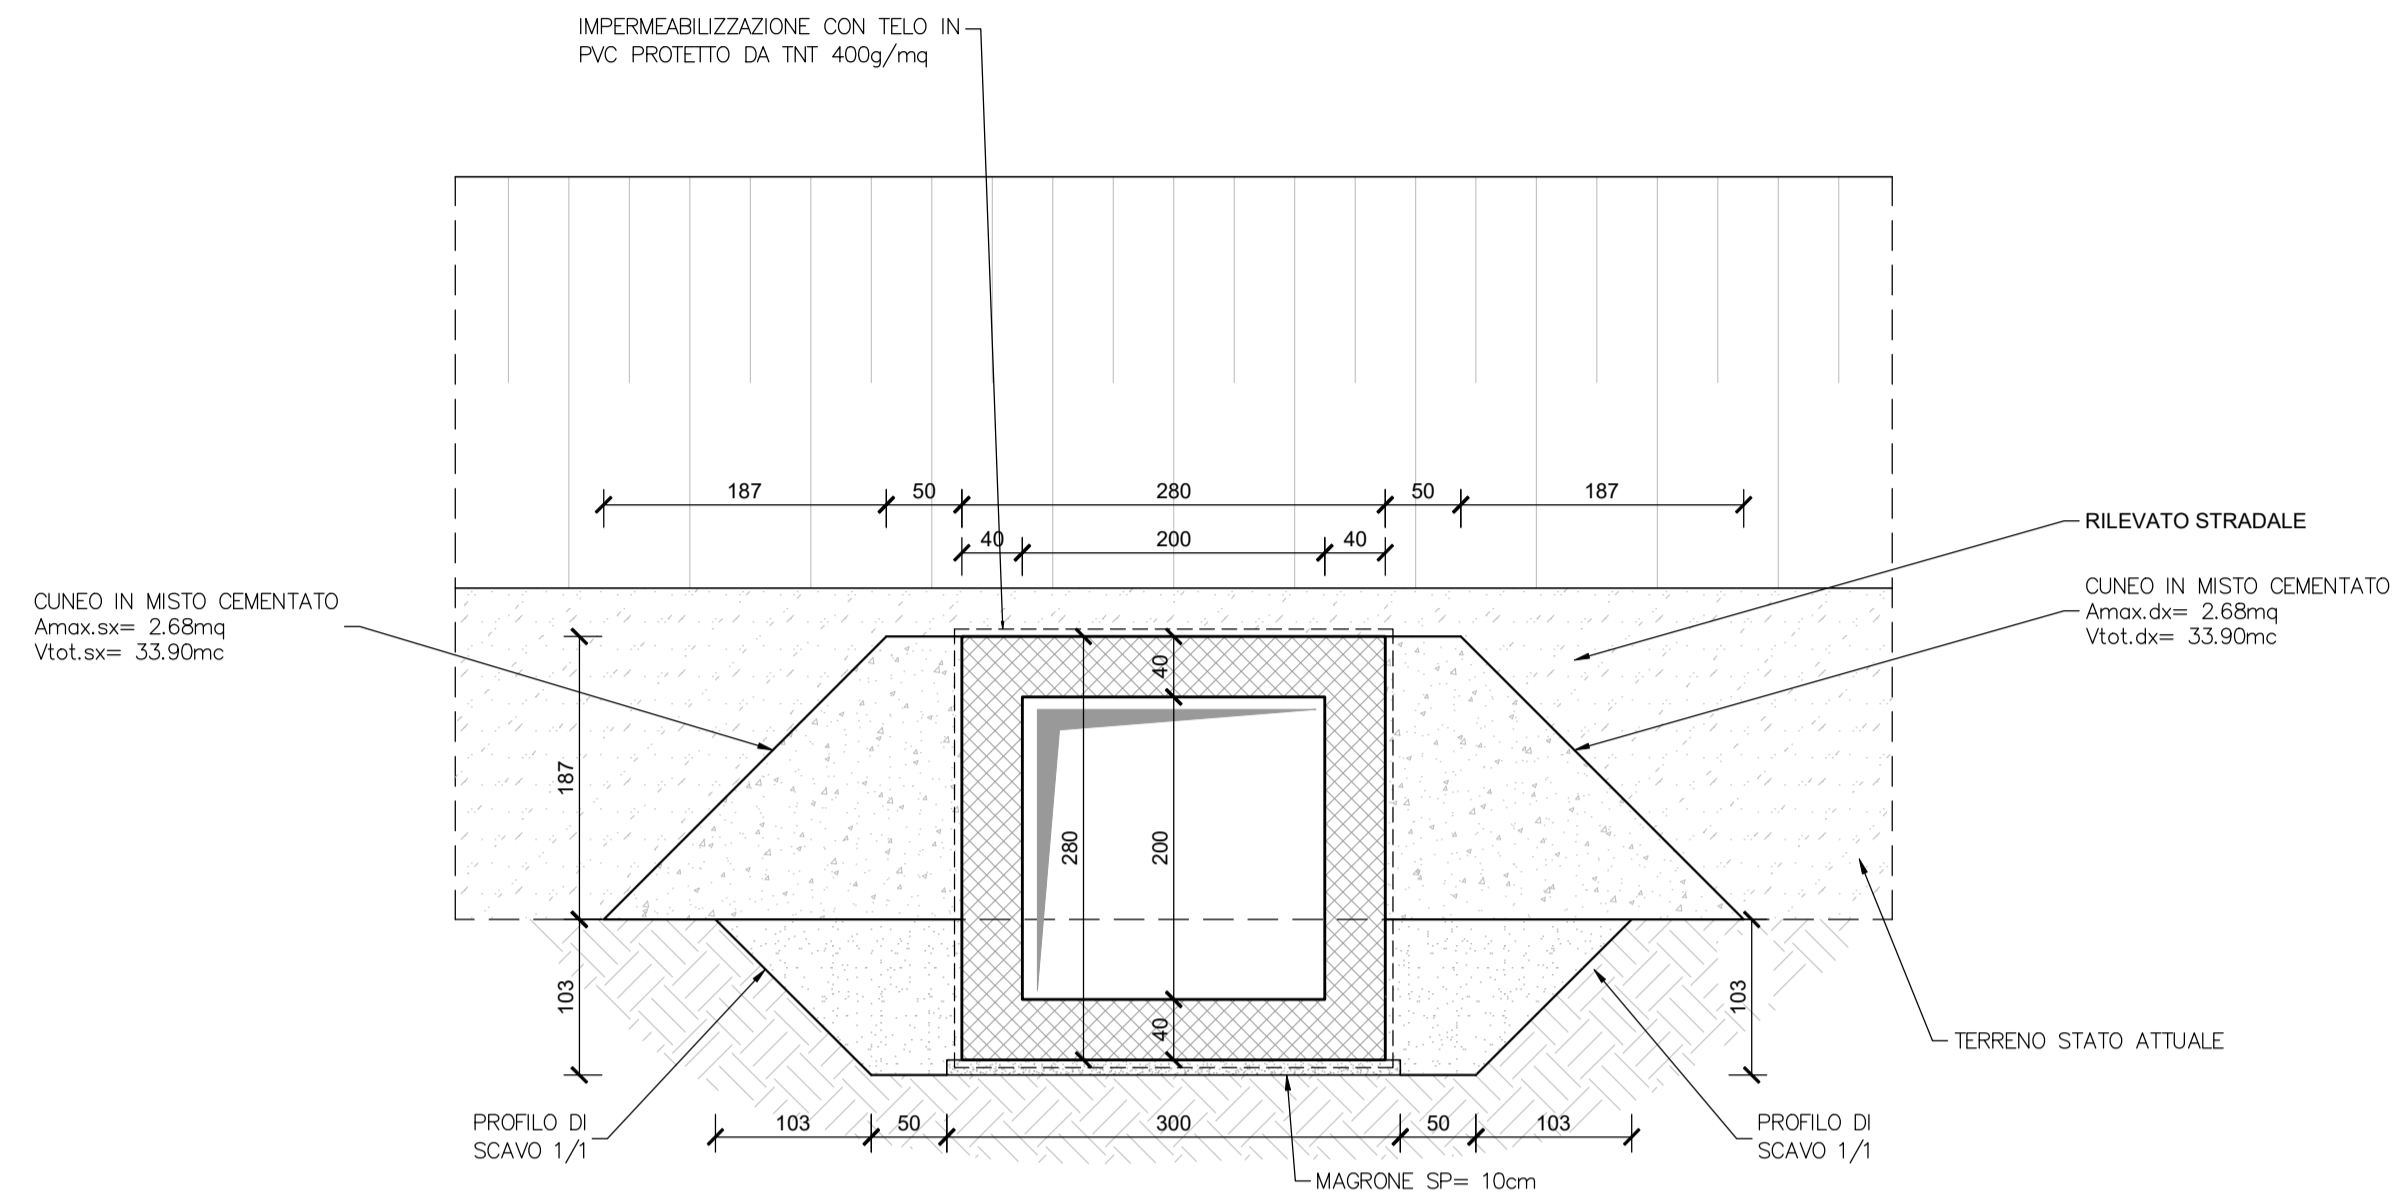 IMPERMEABILIZZAZIONE CON TELO IN
PVC PROTETTO DA TNT 400g/mq
187
50
280
50
187
40
200
40
RILEVATO STRADALE
CUNEO IN MISTO CEMENTATO
Amax.sx= 2.68mq
Vtot.sx= 33.90mc
CUNEO IN MISTO CEMENTATO
Amax.dx= 2.68mq
Vtot.dx= 33.90mc
40
187
280
200
103
40
103
TERRENO STATO ATTUALE
PROFILO DI
SCAVO 1/1
103
50
300
50
103
PROFILO DI
SCAVO 1/1
MAGRONE SP= 10cm